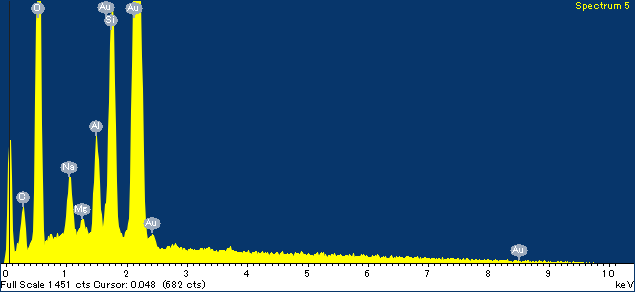 Spectrum 5
O Au Si Au
Al
Na
C Mg Au
Au
0 1 2 3 4 5 6 7 8 9 10
Full Scale 1451 cts Cursor: 0.048 (682 cts) keV